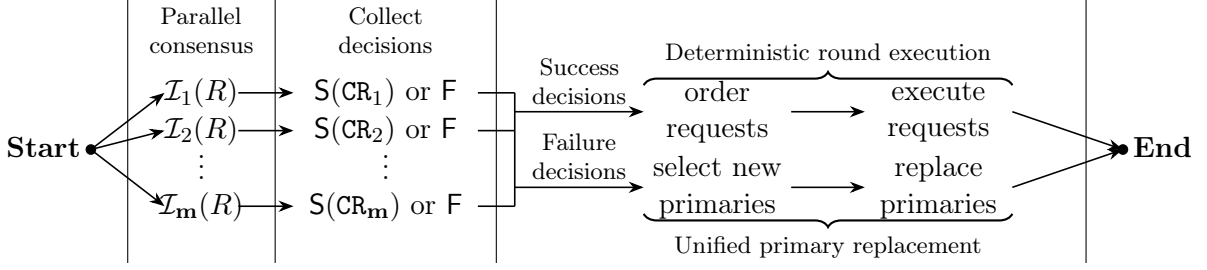 Parallel
consensus
Collect
decisions
Start
𝓘₁(R)
S(CR₁) or F
𝓘₂(R)
S(CR₂) or F
⋮
⋮
𝓘𝐦(R)
S(CR𝐦) or F
Success
decisions
Failure
decisions
Deterministic round execution
order
requests
execute
requests
select new
primaries
replace
primaries
Unified primary replacement
End